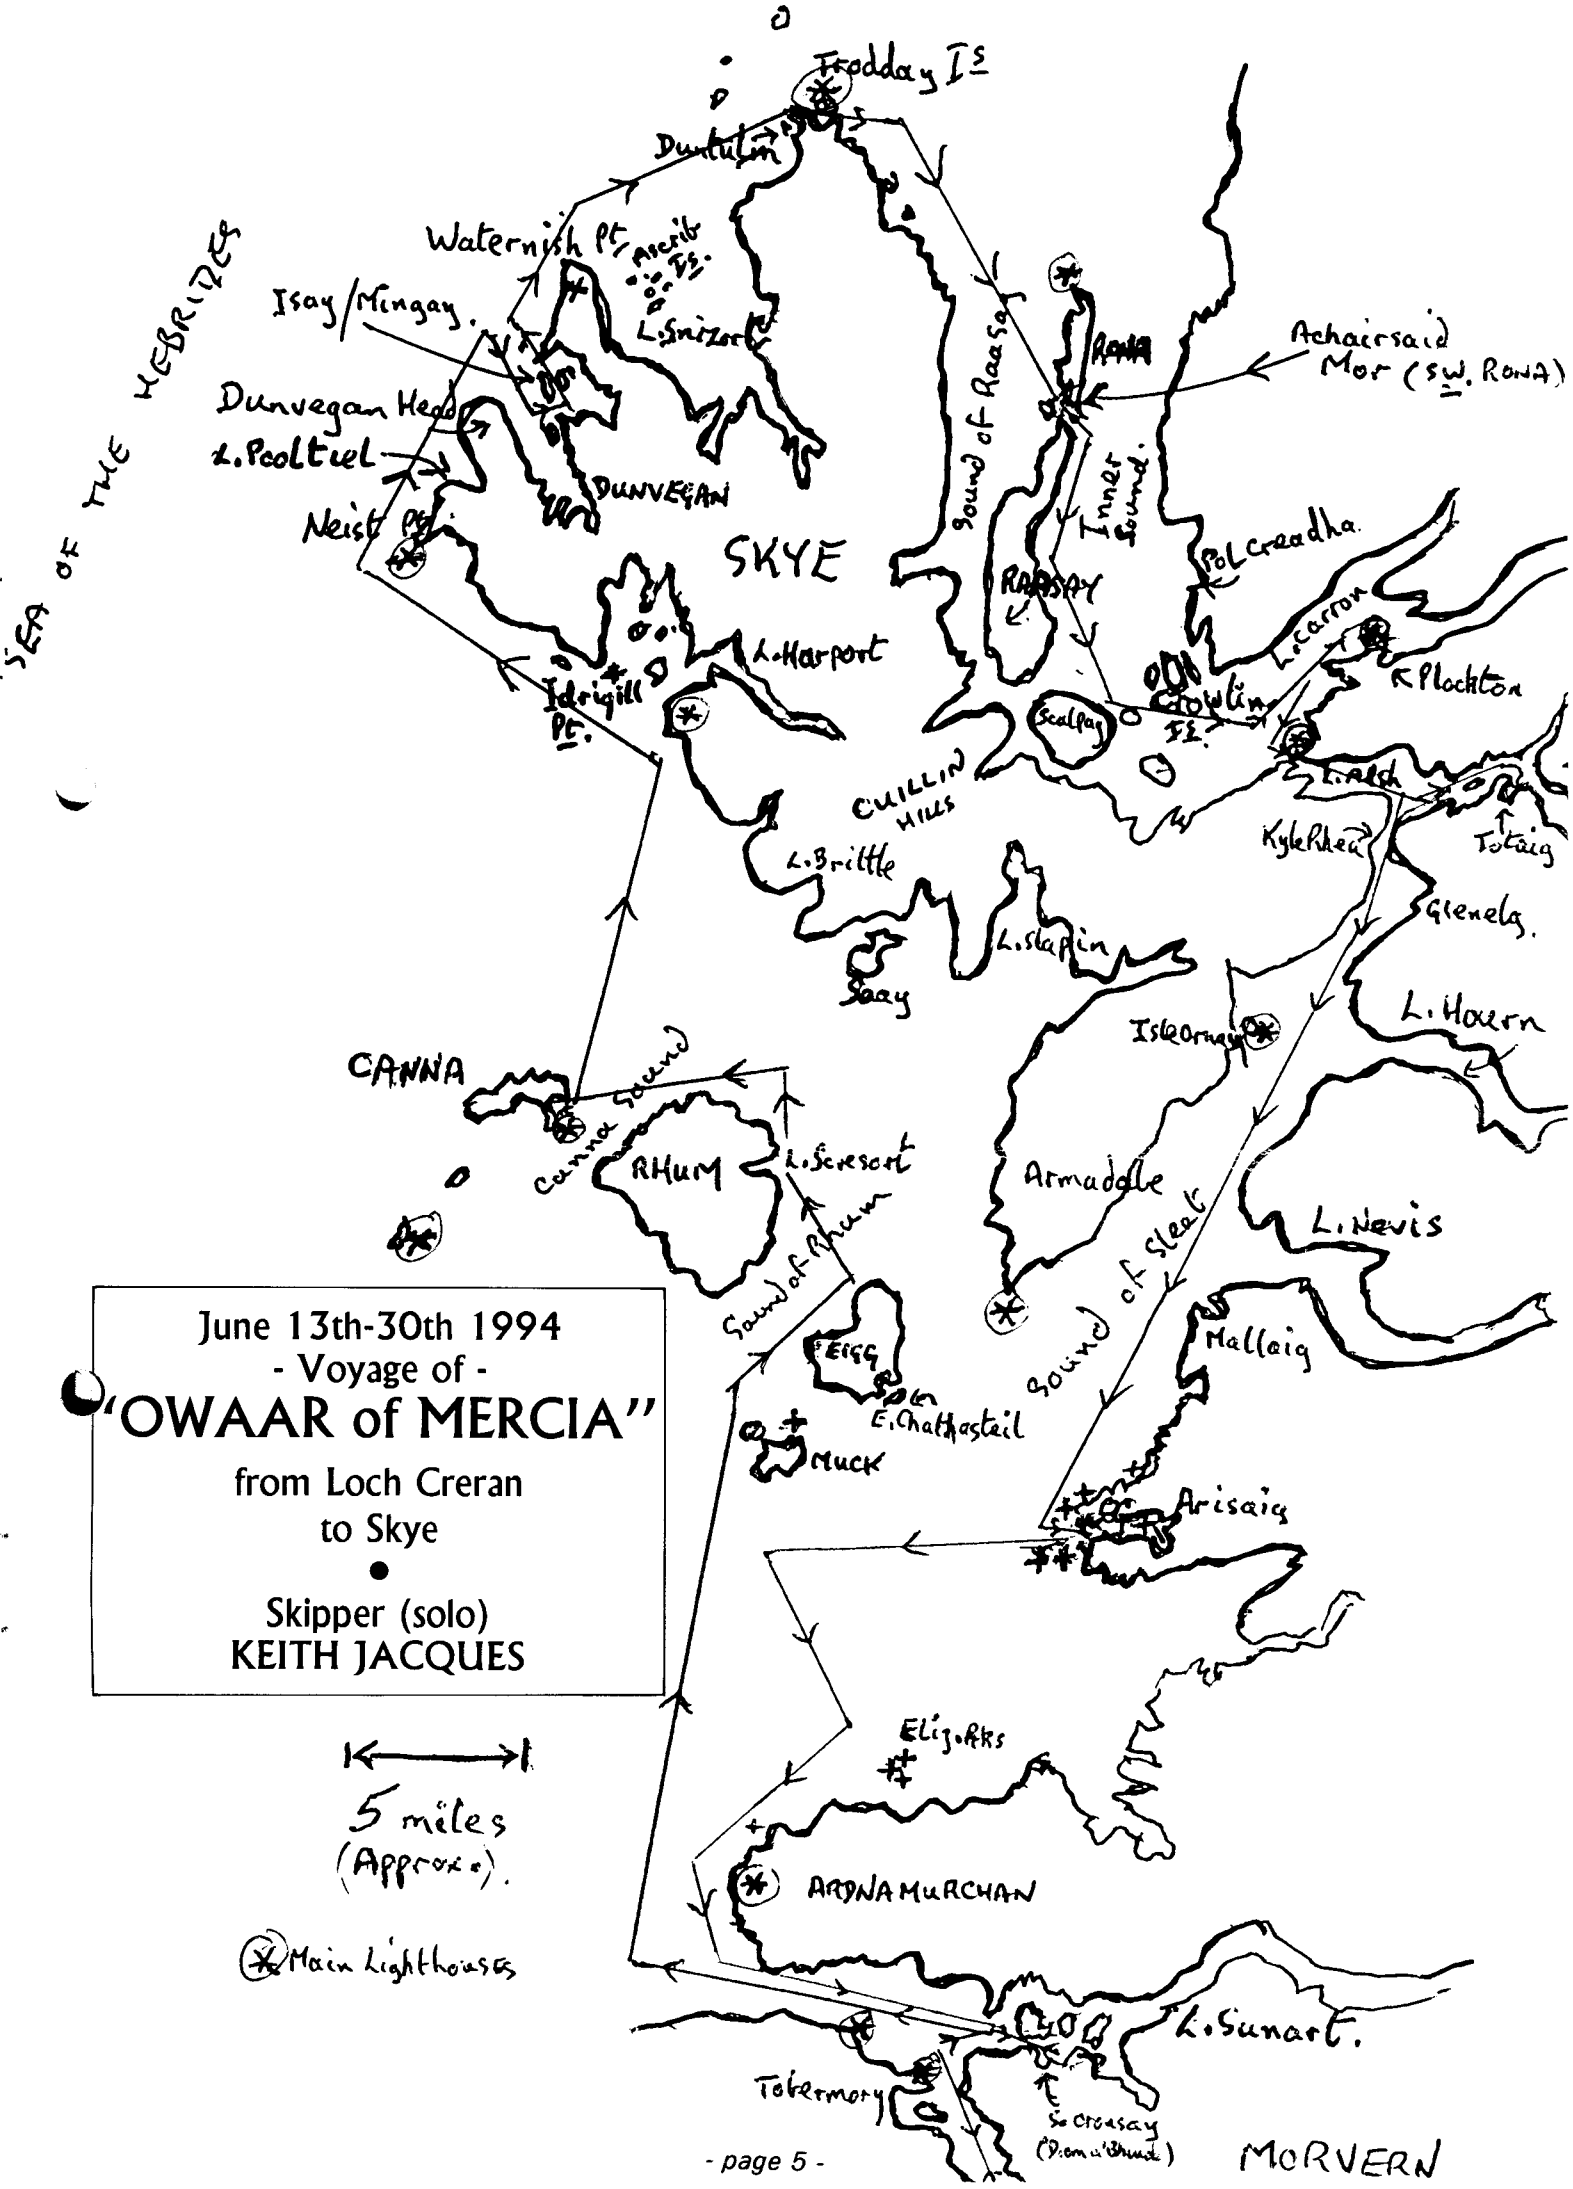 Trodday Is
Duntulm
Waternish Pt.
Ascrib
Is.
Isay/Mingay.
L.Snizort
SEA OF THE HEBRIDES
RONA
Achairsaid
Mor (SW. RONA)
Dunvegan Head
L.Pooltiel
Sound of Raasay
Inner
Sound.
DUNVEGAN
Neist Pt.
SKYE
Pol Creadha.
RAASAY
L.Carron
L.Harport
K Plockton
Idrigill
Pt.
Scalpay
Crowlin
Is.
CUILLIN
HILLS
L.Alsh
Kyle Rhea
Totaig
L.Brittle
Glenelg.
L.Slapin
Soay
L. Hourn
Isleornsay
CANNA
Canna Sound
RHUM
L.Scresort
Armadale
Sound of Rhum
Sound of Sleat
L.Nevis
June 13th-30th 1994
- Voyage of -
"OWAAR of MERCIA"
from Loch Creran
to Skye
Skipper (solo)
KEITH JACQUES
EIGG
Mallaig
E.Chathasteil
MUCK
Arisaig
Eliz.Rks
5 miles
(Approx.).
ARDNAMURCHAN
Main Lighthouses
L.Sunart.
Tobermory
MORVERN
- page 5 -